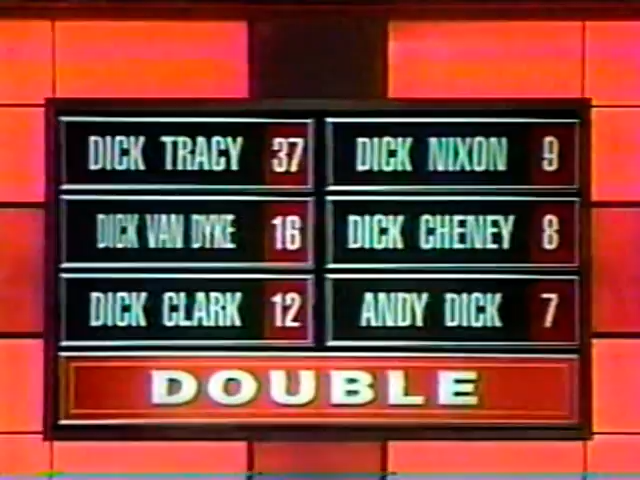 DICK TRACY 37
DICK VAN DYKE 16
DICK CLARK 12
DICK NIXON 9
DICK CHENEY 8
ANDY DICK 7
DOUBLE